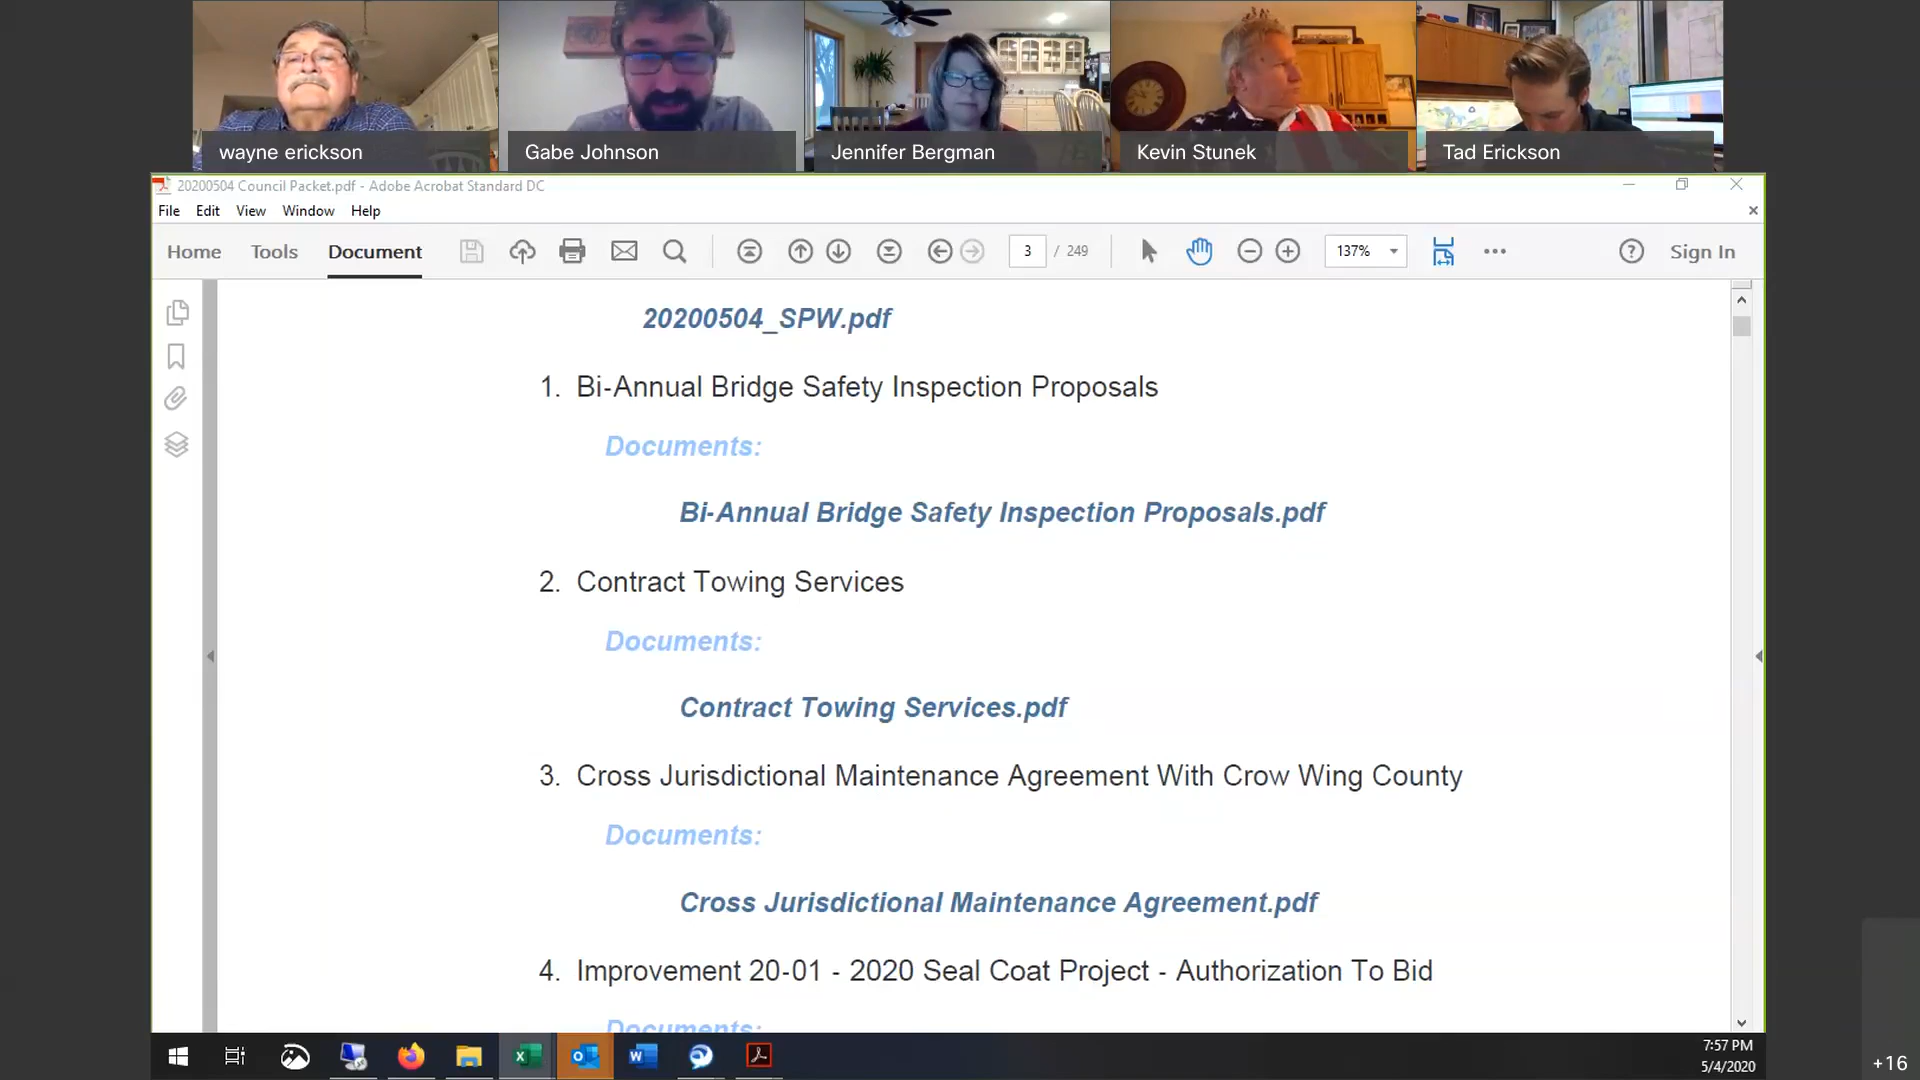 wayne erickson
Gabe Johnson
Jennifer Bergman
Kevin Stunek
Tad Erickson
20200504 Council Packet.pdf - Adobe Acrobat Standard DC
File Edit View Window Help
Home Tools Document 3 / 249 137% Sign In
20200504_SPW.pdf
1. Bi-Annual Bridge Safety Inspection Proposals
Documents:
Bi-Annual Bridge Safety Inspection Proposals.pdf
2. Contract Towing Services
Documents:
Contract Towing Services.pdf
3. Cross Jurisdictional Maintenance Agreement With Crow Wing County
Documents:
Cross Jurisdictional Maintenance Agreement.pdf
4. Improvement 20-01 - 2020 Seal Coat Project - Authorization To Bid
Documents:
7:57 PM
5/4/2020
+16